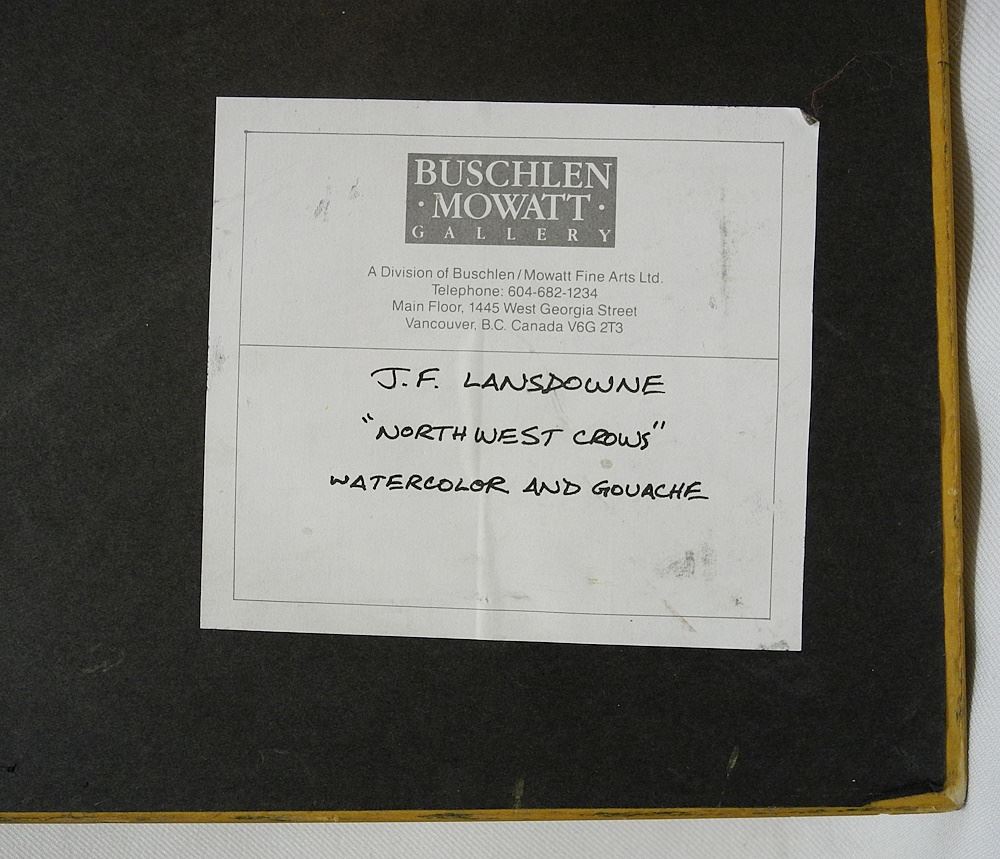 BUSCHLEN
· MOWATT ·
GALLERY
A Division of Buschlen/Mowatt Fine Arts Ltd.
Telephone: 604-682-1234
Main Floor, 1445 West Georgia Street
Vancouver, B.C. Canada V6G 2T3
J.F. LANSDOWNE
"NORTHWEST CROWS"
WATERCOLOR AND GOUACHE